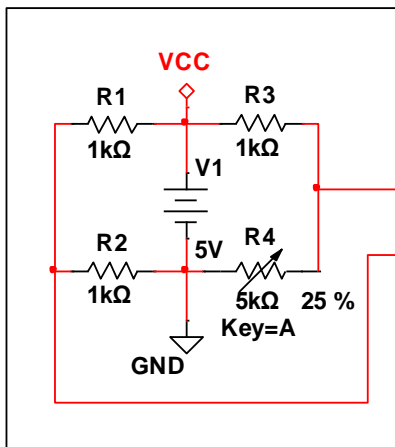 VCC
R1
R3
1kΩ
1kΩ
V1
R2
5V
R4
1kΩ
5kΩ
25 %
Key=A
GND